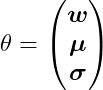 θ = (w
μ
σ)